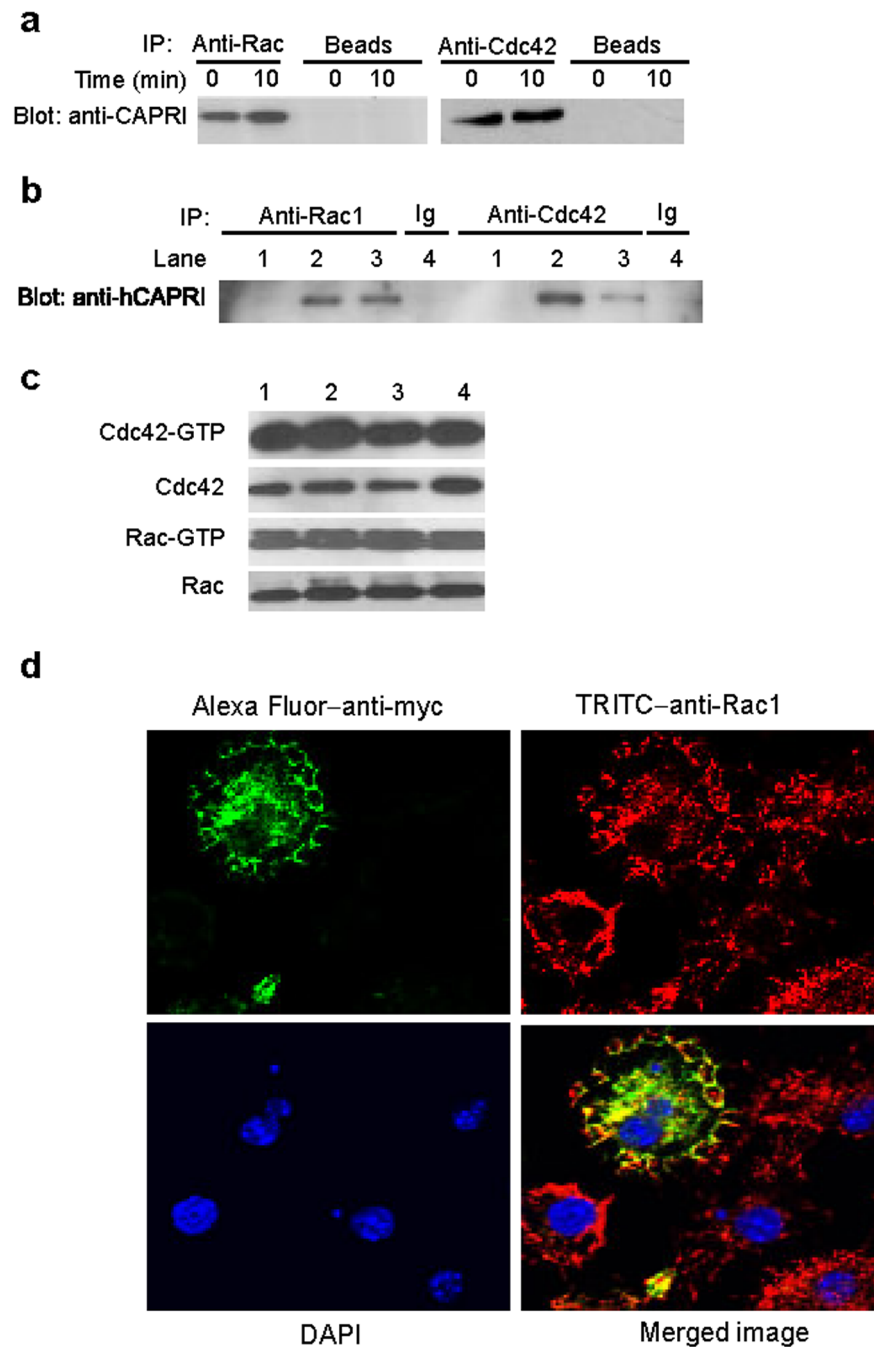 a
IP: Anti-Rac Beads Anti-Cdc42 Beads
Time (min) 0 10 0 10 0 10 0 10
Blot: anti-CAPRI
b
IP: Anti-Rac1 Ig Anti-Cdc42 Ig
Lane 1 2 3 4 1 2 3 4
Blot: anti-hCAPRI
c
1 2 3 4
Cdc42-GTP
Cdc42
Rac-GTP
Rac
d
Alexa Fluor–anti-myc TRITC–anti-Rac1
DAPI Merged image